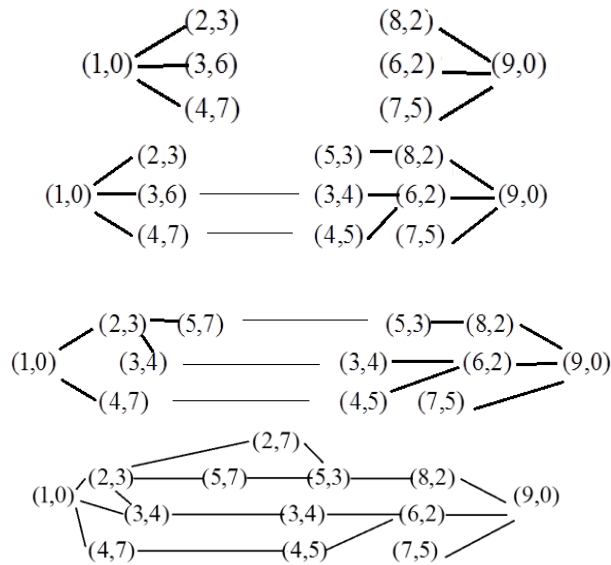 (2,3) (8,2)
(1,0) (3,6) (6,2) (9,0)
(4,7) (7,5)
(2,3) (5,3) (8,2)
(1,0) (3,6) (3,4) (6,2) (9,0)
(4,7) (4,5) (7,5)
(2,3) (5,7) (5,3) (8,2)
(1,0) (3,4) (3,4) (6,2) (9,0)
(4,7) (4,5) (7,5)
(2,7)
(2,3) (5,7) (5,3) (8,2)
(1,0) (9,0)
(3,4) (3,4) (6,2)
(4,7) (4,5) (7,5)